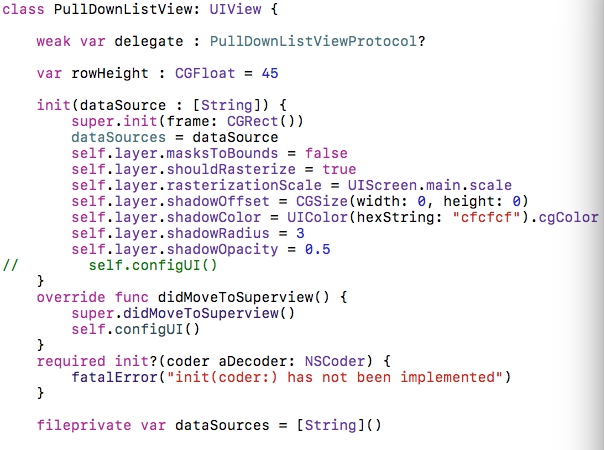 class PullDownListView: UIView {
weak var delegate : PullDownListViewProtocol?
var rowHeight : CGFloat = 45
init(dataSource : [String]) {
super.init(frame: CGRect())
dataSources = dataSource
self.layer.masksToBounds = false
self.layer.shouldRasterize = true
self.layer.rasterizationScale = UIScreen.main.scale
self.layer.shadowOffset = CGSize(width: 0, height: 0)
self.layer.shadowColor = UIColor(hexString: "cfcfcf").cgColor
self.layer.shadowRadius = 3
self.layer.shadowOpacity = 0.5
// self.configUI()
}
override func didMoveToSuperview() {
super.didMoveToSuperview()
self.configUI()
}
required init?(coder aDecoder: NSCoder) {
fatalError("init(coder:) has not been implemented")
}
fileprivate var dataSources = [String]()